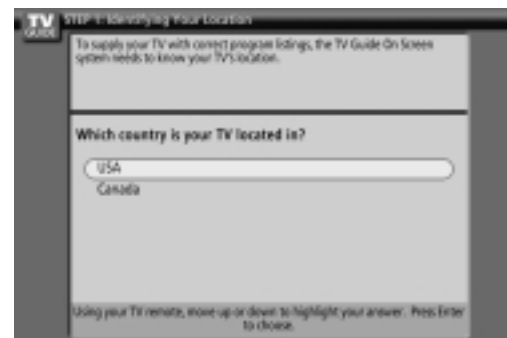 TV
GUIDE
STEP 1: Identifying Your Location
To supply your TV with correct program listings, the TV Guide On Screen
system needs to know your TV's location.
Which country is your TV located in?
USA
Canada
Using your TV remote, move up or down to highlight your answer. Press Enter
to choose.